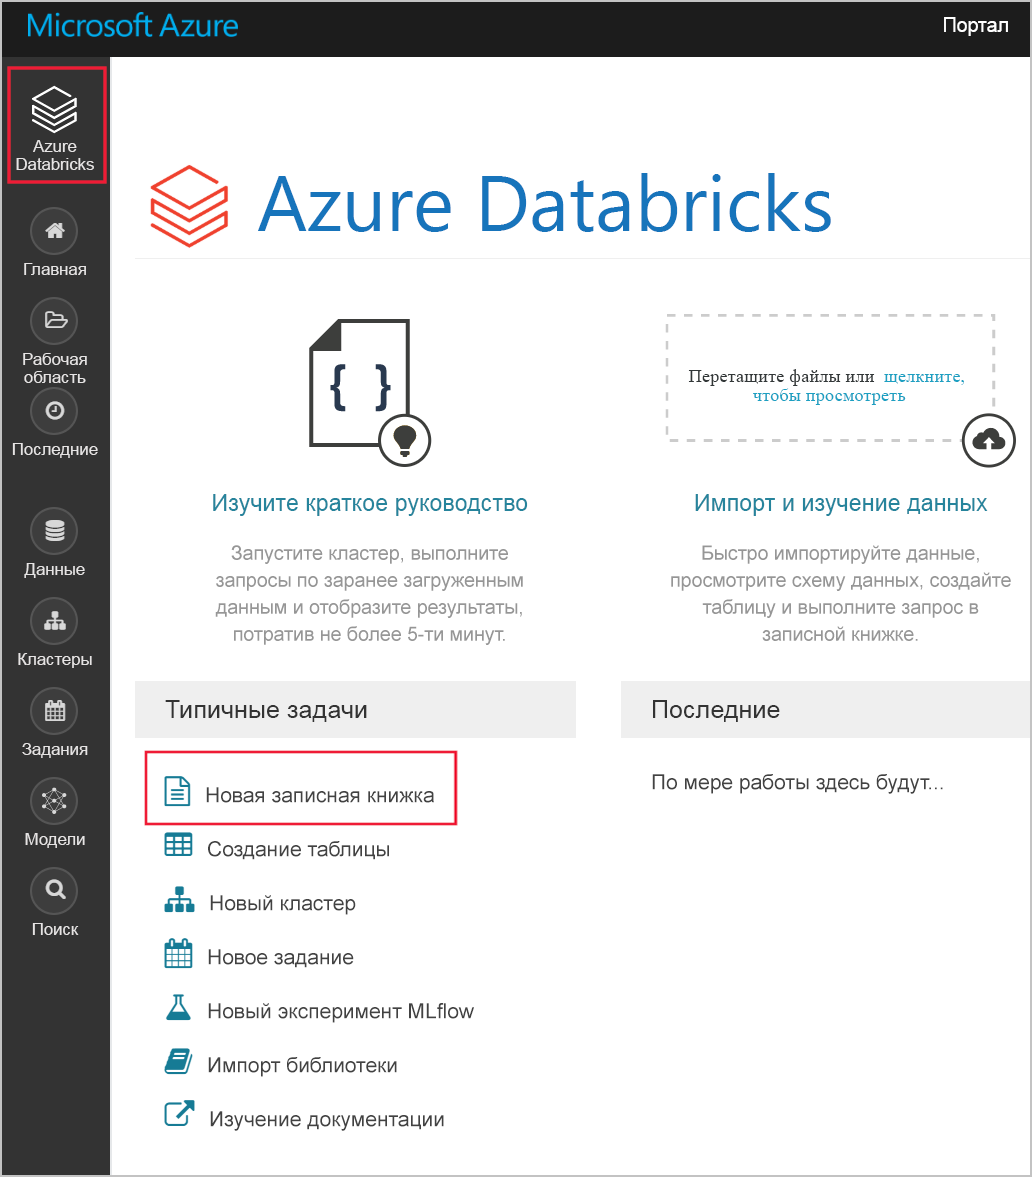 Microsoft Azure
Портал
Azure
Databricks
Главная
Рабочая
область
Последние
Данные
Кластеры
Задания
Модели
Поиск
Azure Databricks
{ }
Изучите краткое руководство
Запустите кластер, выполните
запросы по заранее загруженным
данным и отобразите результаты,
потратив не более 5-ти минут.
Перетащите файлы или щелкните,
чтобы просмотреть
Импорт и изучение данных
Быстро импортируйте данные,
просмотрите схему данных, создайте
таблицу и выполните запрос в
записной книжке.
Типичные задачи
Новая записная книжка
Создание таблицы
Новый кластер
Новое задание
Новый эксперимент MLflow
Импорт библиотеки
Изучение документации
Последние
По мере работы здесь будут...